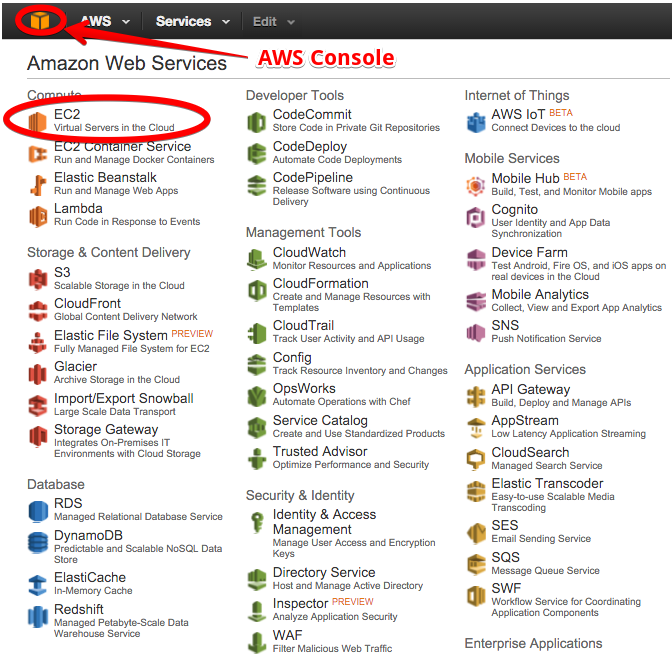 AWS Services Edit
AWS Console
Amazon Web Services
Compute
EC2
Virtual Servers in the Cloud
EC2 Container Service
Run and Manage Docker Containers
Elastic Beanstalk
Run and Manage Web Apps
Lambda
Run Code in Response to Events
Storage & Content Delivery
S3
Scalable Storage in the Cloud
CloudFront
Global Content Delivery Network
Elastic File System PREVIEW
Fully Managed File System for EC2
Glacier
Archive Storage in the Cloud
Import/Export Snowball
Large Scale Data Transport
Storage Gateway
Integrates On-Premises IT
Environments with Cloud Storage
Database
RDS
Managed Relational Database Service
DynamoDB
Predictable and Scalable NoSQL Data
Store
ElastiCache
In-Memory Cache
Redshift
Managed Petabyte-Scale Data
Warehouse Service
Developer Tools
CodeCommit
Store Code in Private Git Repositories
CodeDeploy
Automate Code Deployments
CodePipeline
Release Software using Continuous
Delivery
Management Tools
CloudWatch
Monitor Resources and Applications
CloudFormation
Create and Manage Resources with
Templates
CloudTrail
Track User Activity and API Usage
Config
Track Resource Inventory and Changes
OpsWorks
Automate Operations with Chef
Service Catalog
Create and Use Standardized Products
Trusted Advisor
Optimize Performance and Security
Security & Identity
Identity & Access
Management
Manage User Access and Encryption
Keys
Directory Service
Host and Manage Active Directory
Inspector PREVIEW
Analyze Application Security
WAF
Filter Malicious Web Traffic
Internet of Things
AWS IoT BETA
Connect Devices to the cloud
Mobile Services
Mobile Hub BETA
Build, Test, and Monitor Mobile apps
Cognito
User Identity and App Data
Synchronization
Device Farm
Test Android, Fire OS, and iOS apps on
real devices in the Cloud
Mobile Analytics
Collect, View and Export App Analytics
SNS
Push Notification Service
Application Services
API Gateway
Build, Deploy and Manage APIs
AppStream
Low Latency Application Streaming
CloudSearch
Managed Search Service
Elastic Transcoder
Easy-to-use Scalable Media
Transcoding
SES
Email Sending Service
SQS
Message Queue Service
SWF
Workflow Service for Coordinating
Application Components
Enterprise Applications